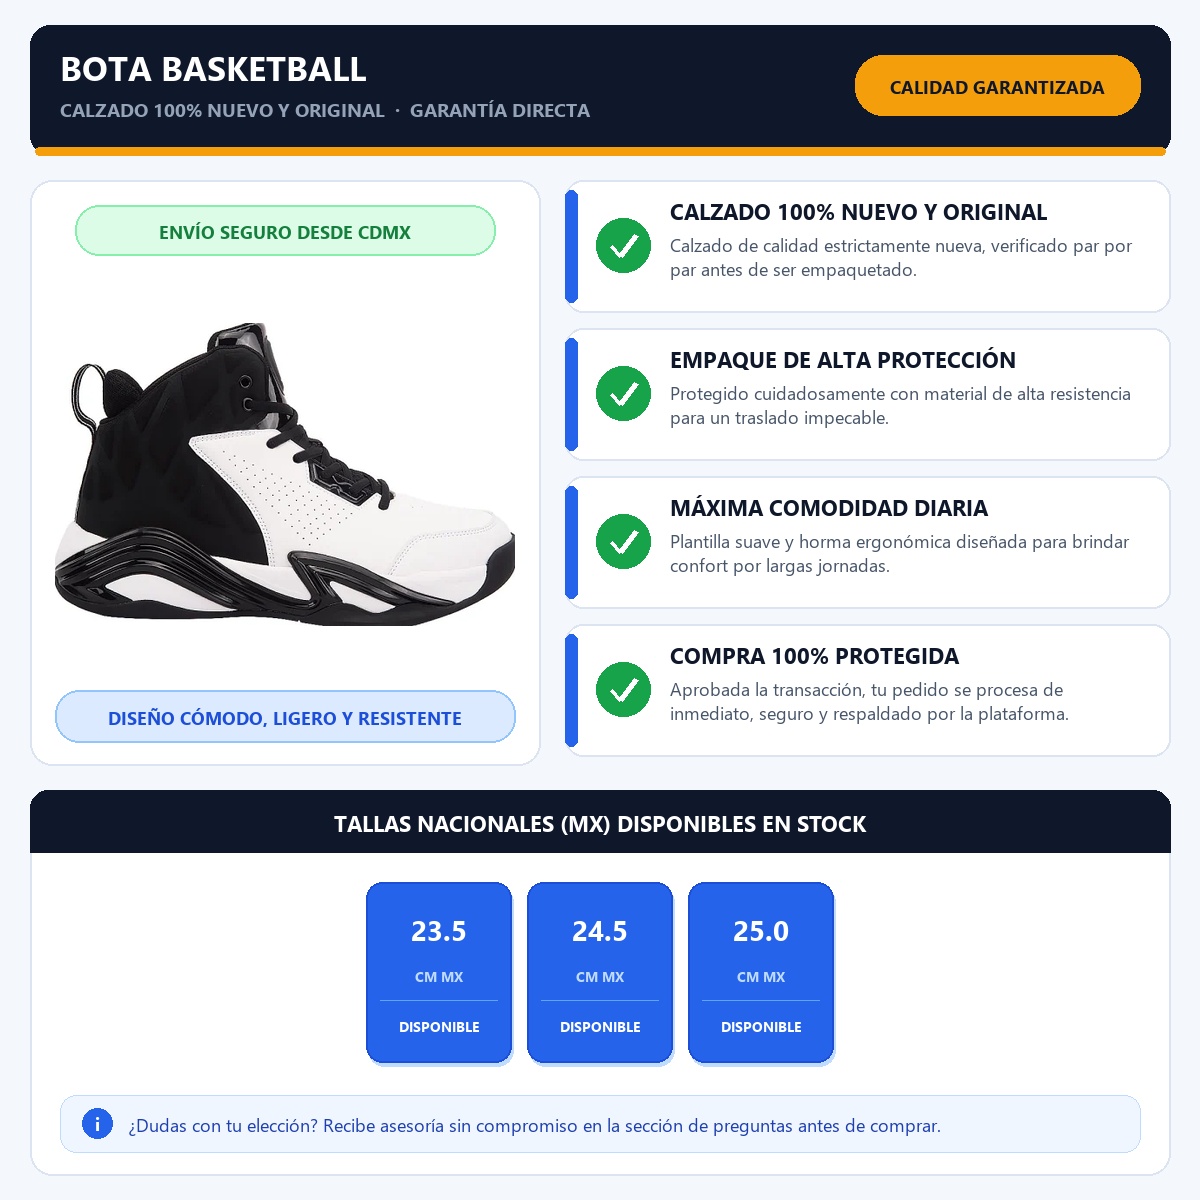 BOTA BASKETBALL
CALZADO 100% NUEVO Y ORIGINAL · GARANTÍA DIRECTA
CALIDAD GARANTIZADA
ENVÍO SEGURO DESDE CDMX
DISEÑO CÓMODO, LIGERO Y RESISTENTE
CALZADO 100% NUEVO Y ORIGINAL
Calzado de calidad estrictamente nueva, verificado par por
par antes de ser empaquetado.
EMPAQUE DE ALTA PROTECCIÓN
Protegido cuidadosamente con material de alta resistencia
para un traslado impecable.
MÁXIMA COMODIDAD DIARIA
Plantilla suave y horma ergonómica diseñada para brindar
confort por largas jornadas.
COMPRA 100% PROTEGIDA
Aprobada la transacción, tu pedido se procesa de
inmediato, seguro y respaldado por la plataforma.
TALLAS NACIONALES (MX) DISPONIBLES EN STOCK
23.5
CM MX
DISPONIBLE
24.5
CM MX
DISPONIBLE
25.0
CM MX
DISPONIBLE
i
¿Dudas con tu elección? Recibe asesoría sin compromiso en la sección de preguntas antes de comprar.